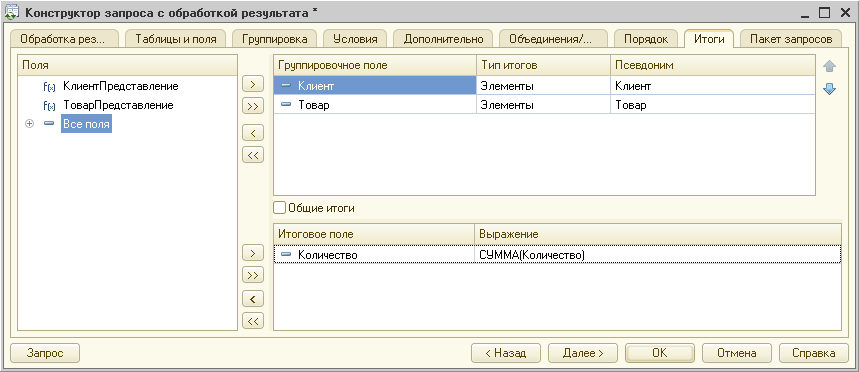 Конструктор запроса с обработкой результата *
Обработка рез... Таблицы и поля Группировка Условия Дополнительно Объединения/... Порядок Итоги Пакет запросов
Поля
КлиентПредставление
ТоварПредставление
Все поля
Группировочное поле Тип итогов Псевдоним
Клиент Элементы Клиент
Товар Элементы Товар
Общие итоги
Итоговое поле Выражение
Количество СУММА(Количество)
> >> < <<
> >> < <<
Запрос < Назад Далее > ОК Отмена Справка